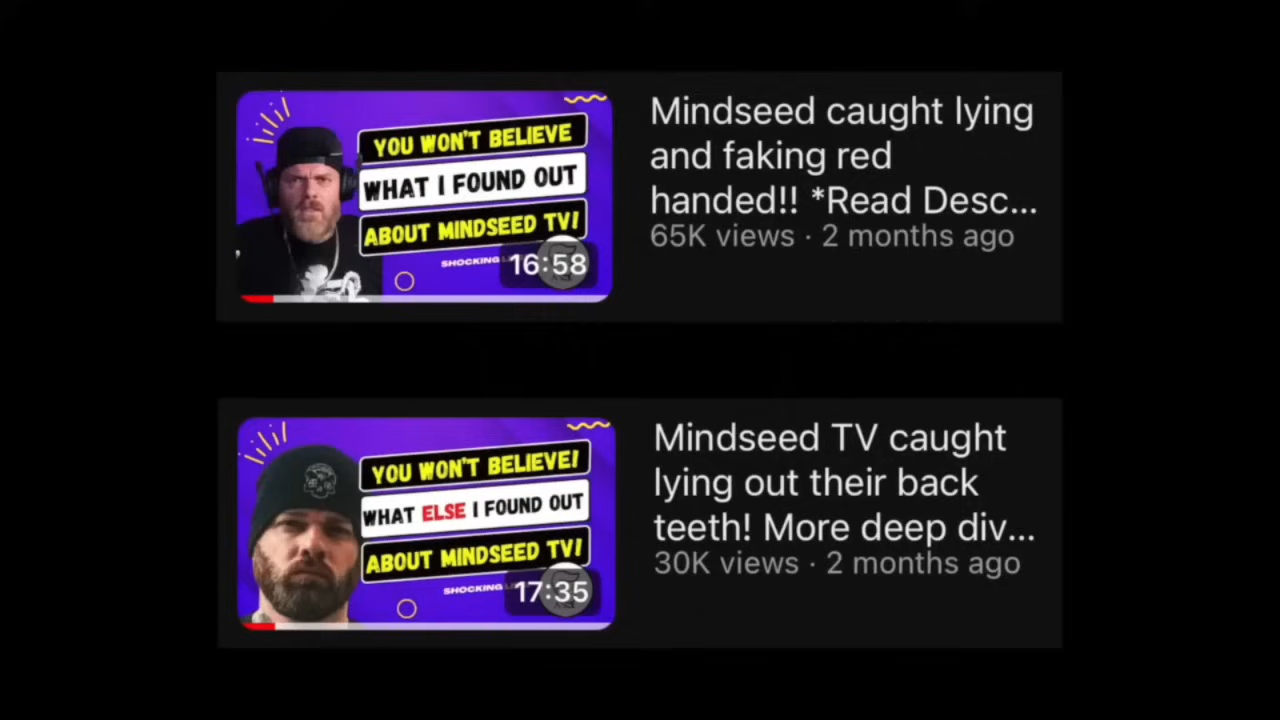 YOU WON'T BELIEVE
WHAT I FOUND OUT
ABOUT MINDSEED TV!
SHOCKING
16:58
Mindseed caught lying
and faking red
handed!! *Read Desc...
65K views · 2 months ago
YOU WON'T BELIEVE!
WHAT ELSE I FOUND OUT
ABOUT MINDSEED TV!
SHOCKING
17:35
Mindseed TV caught
lying out their back
teeth! More deep div...
30K views · 2 months ago